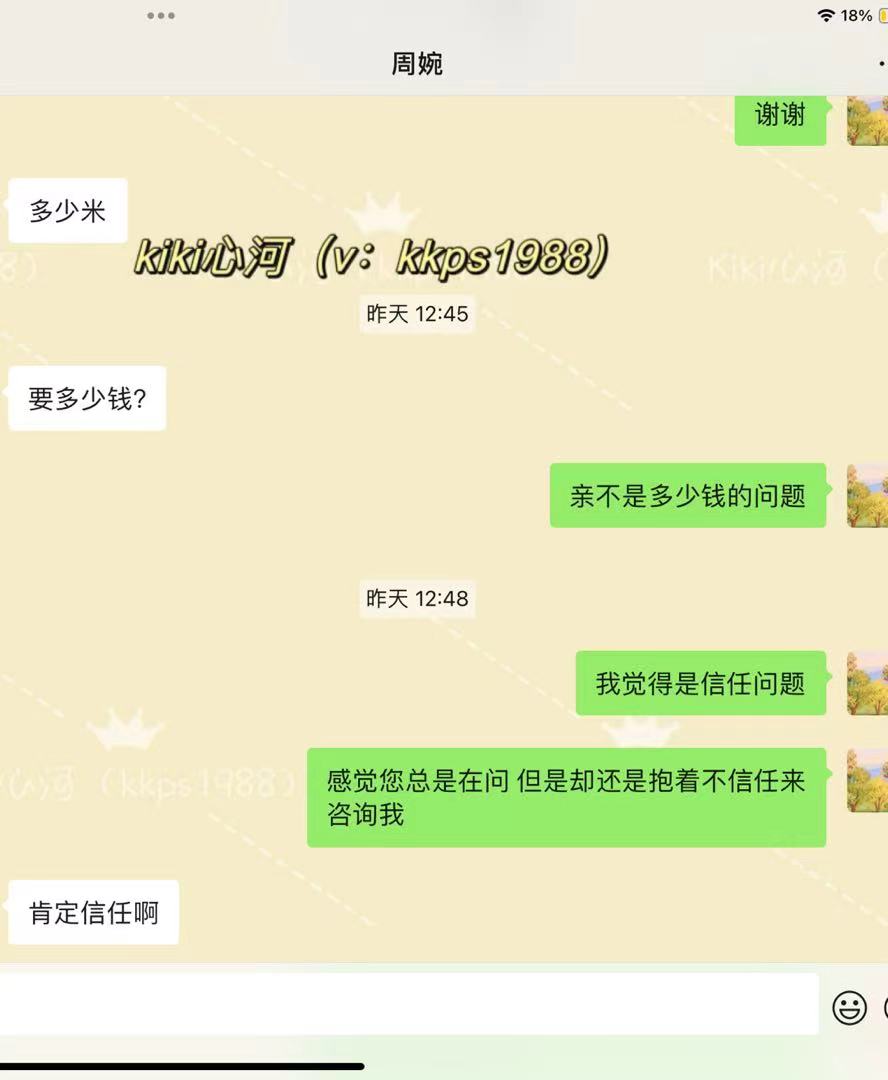 18%
周婉
谢谢
多少米
kiki心河（v：kkps1988）
8）
Kiki心河（
昨天 12:45
要多少钱?
亲不是多少钱的问题
昨天 12:48
我觉得是信任问题
心河（kkps1988）
感觉您总是在问 但是却还是抱着不信任来
咨询我
肯定信任啊